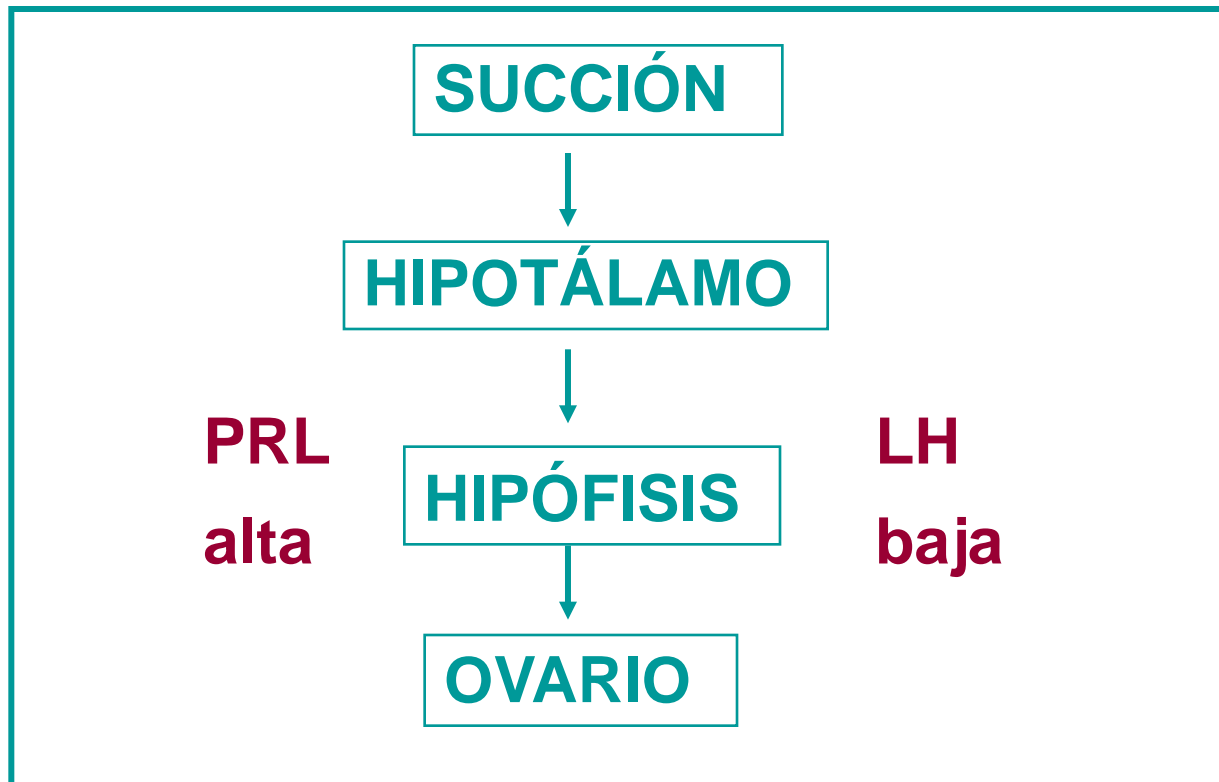 SUCCIÓN
HIPOTÁLAMO
PRL
alta
HIPÓFISIS
LH
baja
OVARIO